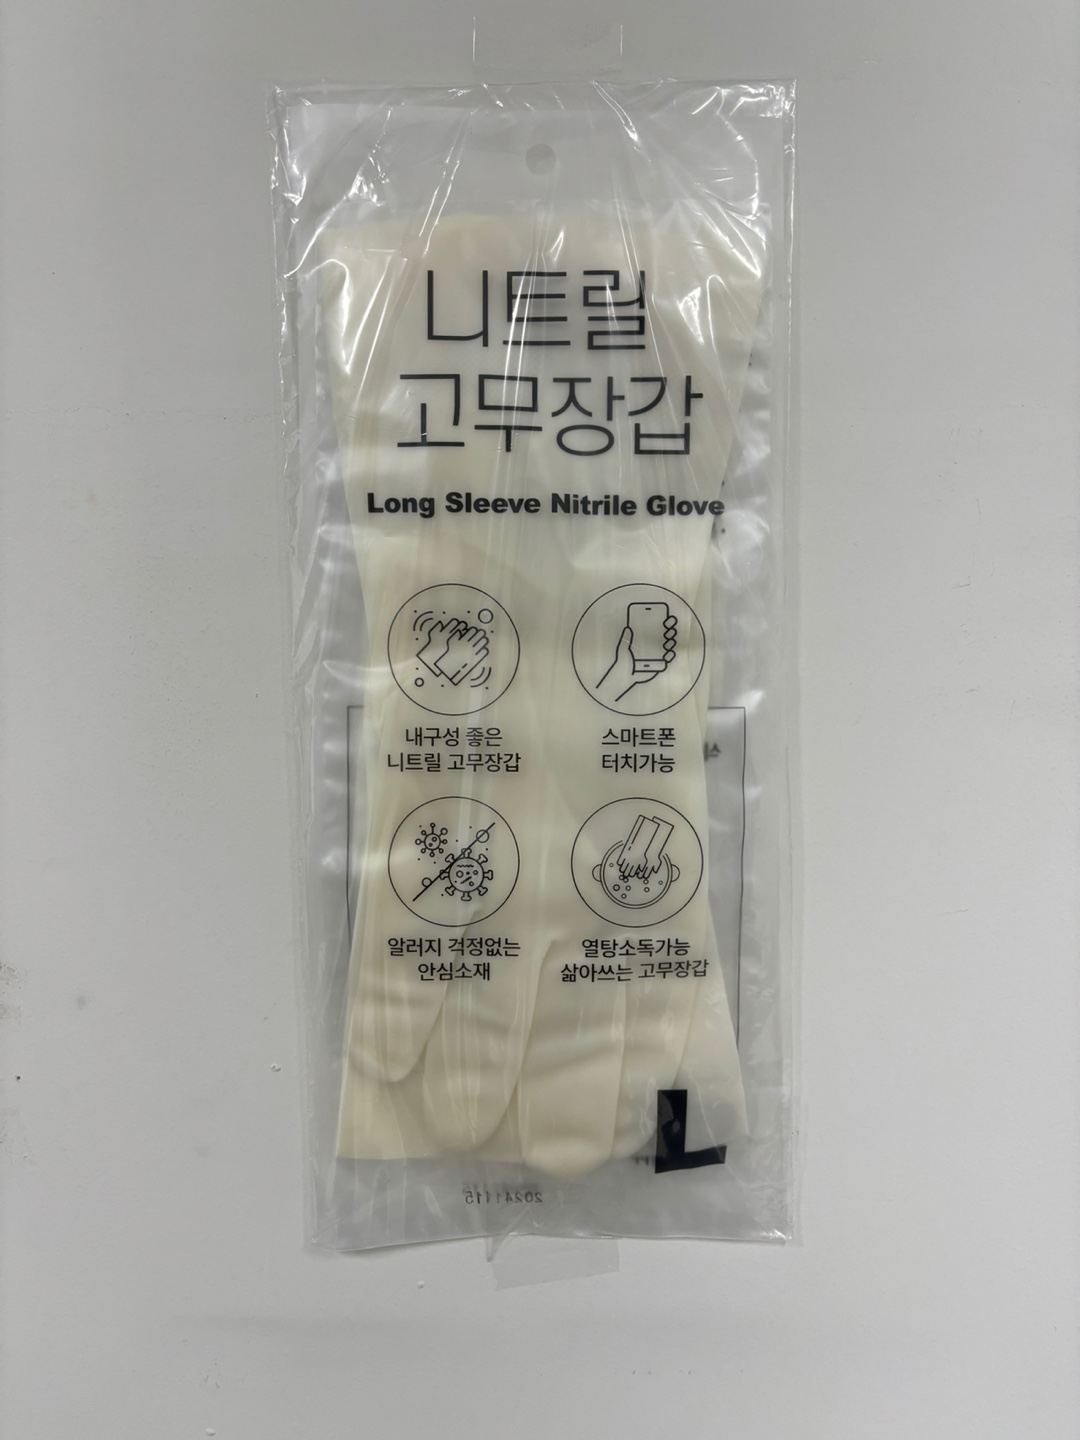 니트릴
고무장갑
Long Sleeve Nitrile Glove
내구성 좋은
니트릴 고무장갑
스마트폰
터치가능
알러지 걱정없는
안심소재
열탕소독가능
삶아쓰는 고무장갑
L
20241115